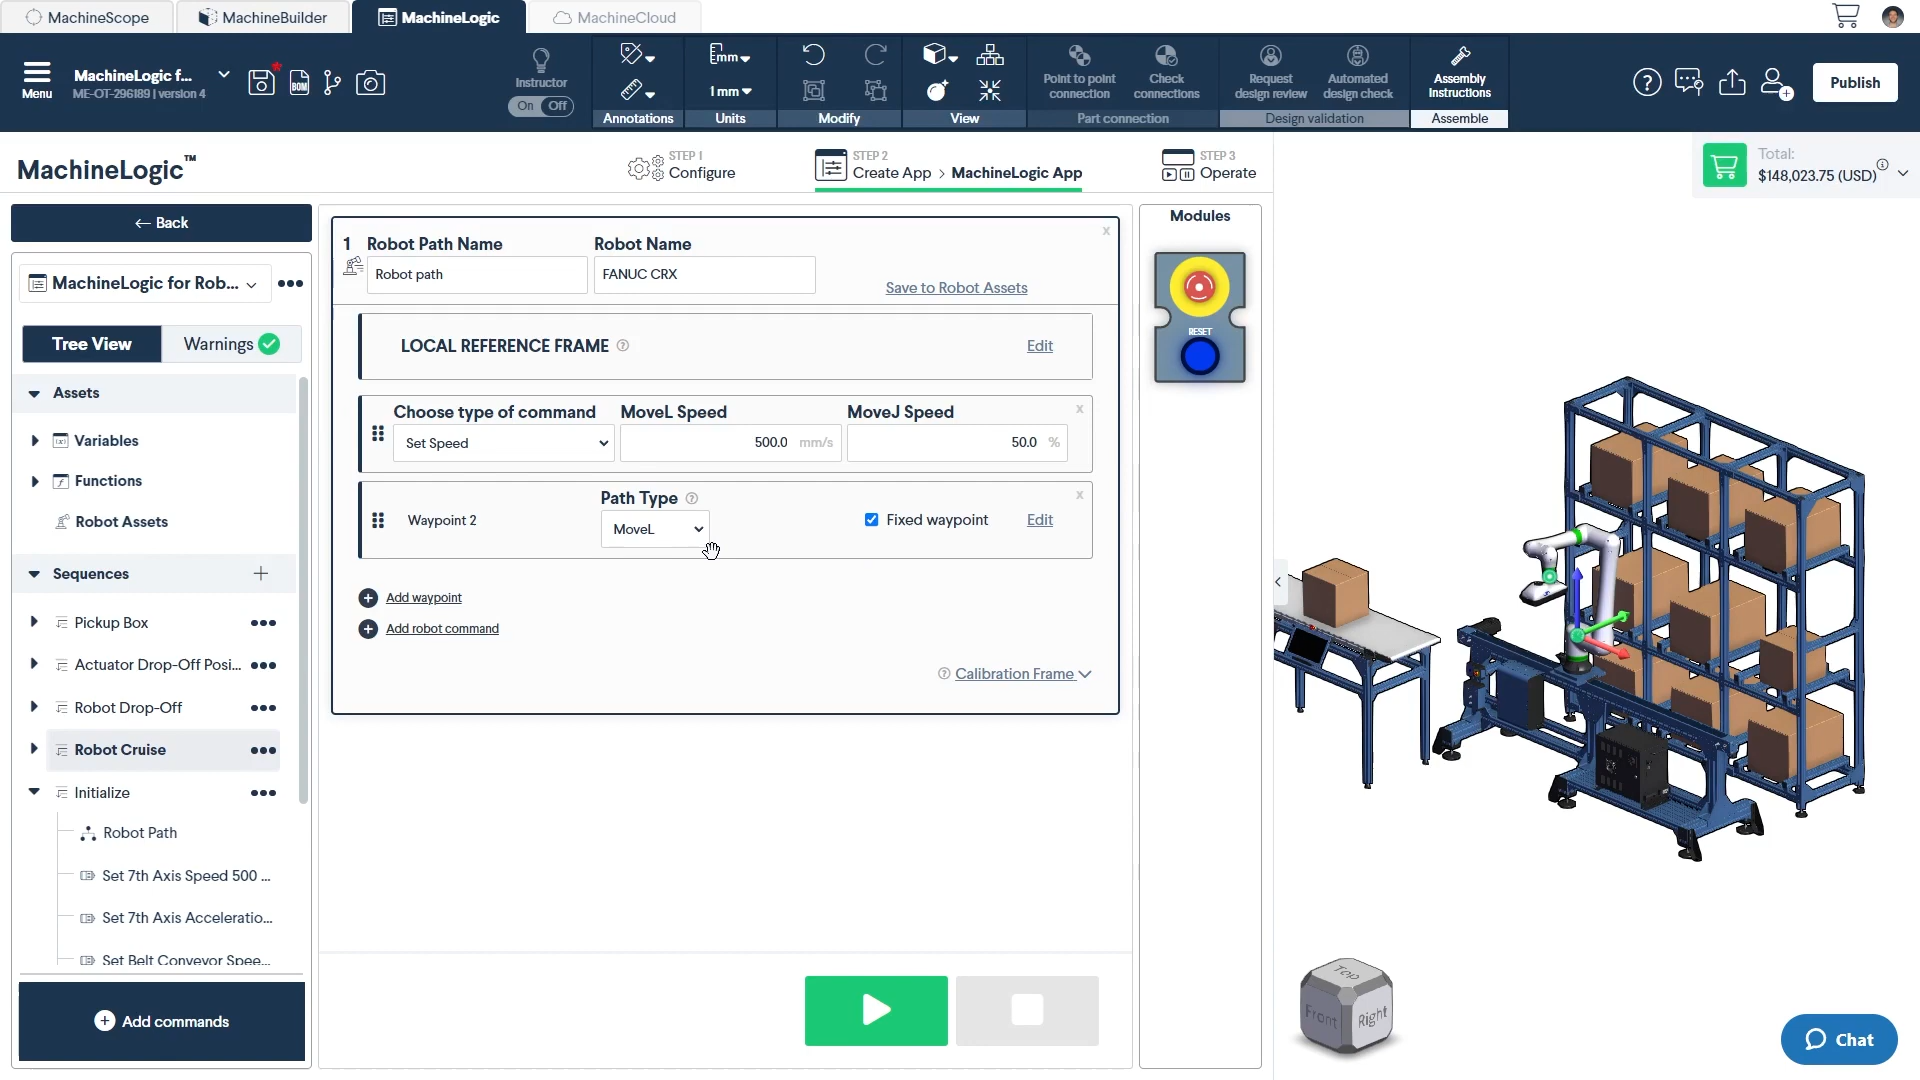 MachineScope
MachineBuilder
MachineLogic
MachineCloud
Menu
MachineLogic f...
ME-OT-296189 | version 4
BOM
Instructor
On Off
Annotations
mm
1 mm
Units
Modify
View
Point to point
connection
Check
connections
Part connection
Request
design review
Automated
design check
Design validation
Assembly
Instructions
Assemble
Publish
MachineLogic™
STEP 1
Configure
STEP 2
Create App > MachineLogic App
STEP 3
Operate
Total:
$148,023.75 (USD)
← Back
MachineLogic for Rob...
Tree View
Warnings
Assets
Variables
Functions
Robot Assets
Sequences
Pickup Box
Actuator Drop-Off Posi...
Robot Drop-Off
Robot Cruise
Initialize
Robot Path
Set 7th Axis Speed 500 ...
Set 7th Axis Acceleratio...
Set Belt Conveyor Spee...
Add commands
1 Robot Path Name
Robot path
Robot Name
FANUC CRX
x
Save to Robot Assets
LOCAL REFERENCE FRAME ?
Edit
Choose type of command
Set Speed
MoveL Speed
500.0 mm/s
MoveJ Speed
50.0 %
x
Waypoint 2
Path Type ?
MoveL
Fixed waypoint
Edit
x
Add waypoint
Add robot command
? Calibration Frame
Modules
RESET
Top
Front
Right
Chat